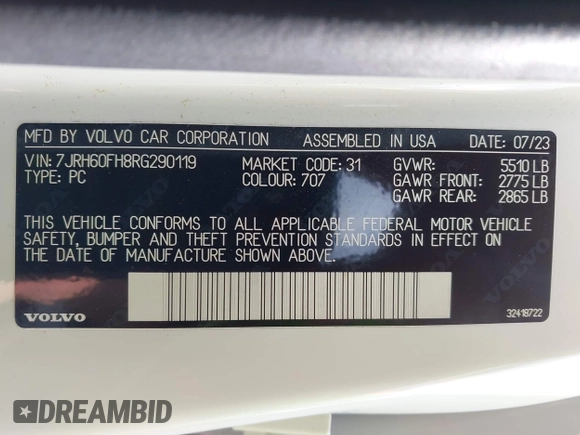 MFD BY VOLVO CAR CORPORATION ASSEMBLED IN USA DATE: 07/23
VIN: 7JRH60FH8RG290119 MARKET CODE: 31 GVWR: 5510 LB
TYPE: PC COLOUR: 707 GAWR FRONT: 2775 LB
GAWR REAR: 2865 LB
THIS VEHICLE CONFORMS TO ALL APPLICABLE FEDERAL MOTOR VEHICLE
SAFETY, BUMPER AND THEFT PREVENTION STANDARDS IN EFFECT ON
THE DATE OF MANUFACTURE SHOWN ABOVE.
VOLVO 32418722
DREAMBID